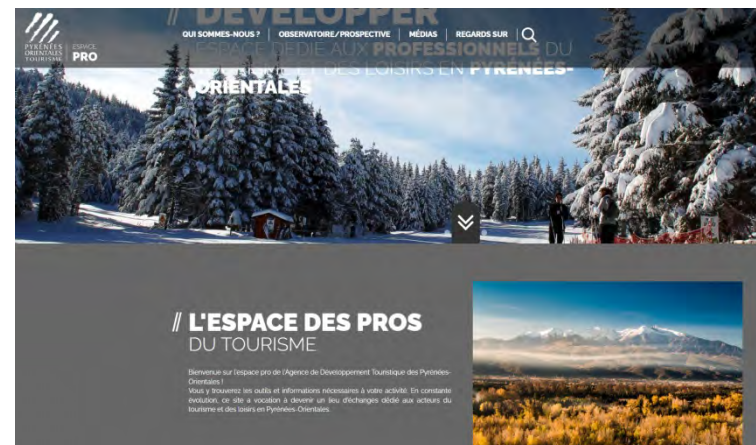 // DÉVELOPPER
QUI SOMMES-NOUS ? | OBSERVATOIRE/PROSPECTIVE | MÉDIAS | REGARDS SUR
L'ESPACE DÉDIÉ AUX PROFESSIONNELS DU
TOURISME ET DES LOISIRS EN PYRÉNÉES-
ORIENTALES
PYRÉNÉES
ORIENTALES
TOURISME
ESPACE
PRO
// L'ESPACE DES PROS
DU TOURISME
Bienvenue sur l'espace pro de l'Agence de Développement Touristique des Pyrénées-
Orientales !
Vous y trouverez les outils et informations nécessaires à votre activité. En constante
évolution, ce site a vocation à devenir un lieu d'échanges dédié aux acteurs du
tourisme et des loisirs en Pyrénées-Orientales.